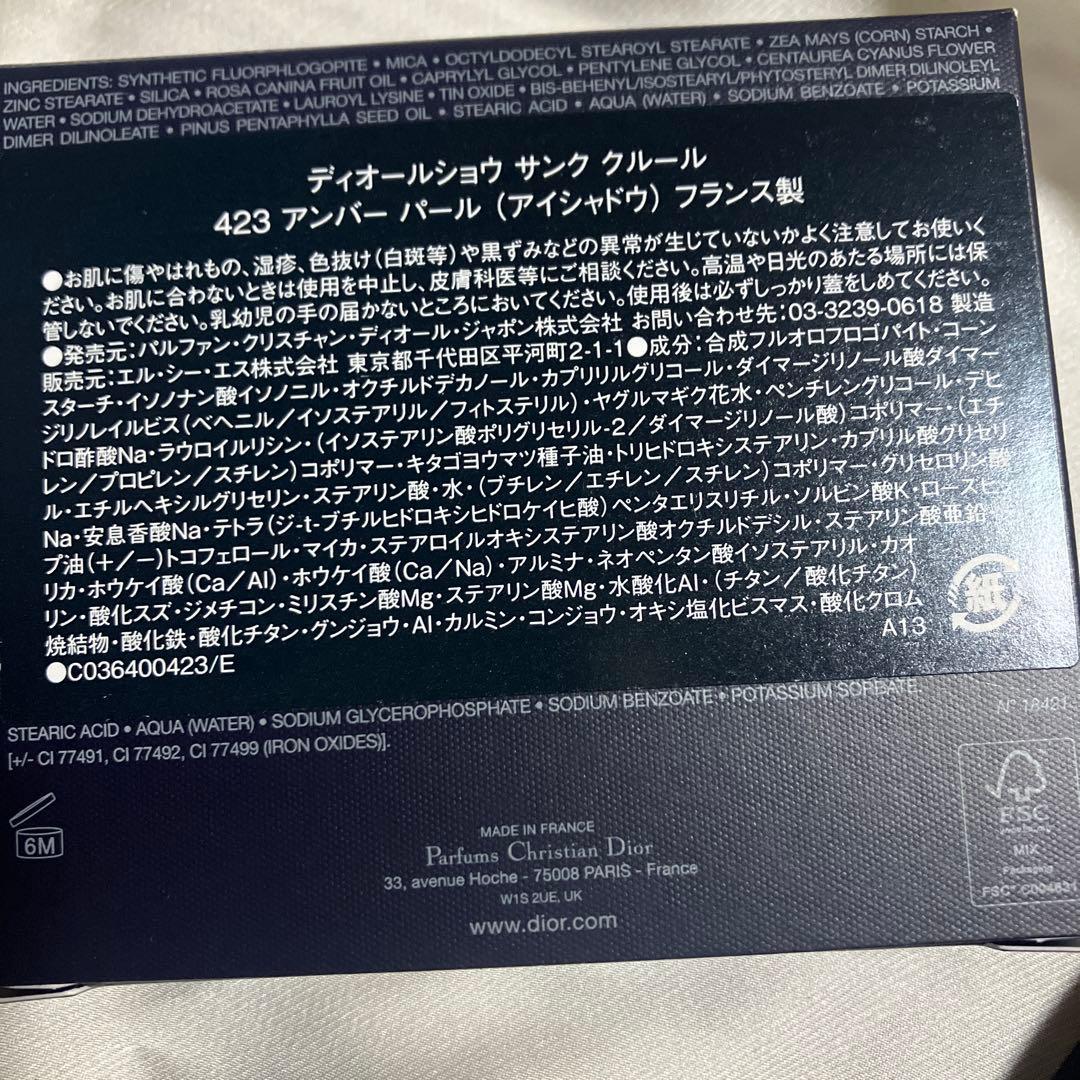 INGREDIENTS: SYNTHETIC FLUORPHLOGOPITE • MICA • OCTYLDODECYL STEAROYL STEARATE • ZEA MAYS (CORN) STARCH •
ZINC STEARATE • SILICA • ROSA CANINA FRUIT OIL • CAPRYLYL GLYCOL • PENTYLENE GLYCOL • CENTAUREA CYANUS FLOWER
WATER • SODIUM DEHYDROACETATE • LAUROYL LYSINE • TIN OXIDE • BIS-BEHENYL/ISOSTEARYL/PHYTOSTERYL DIMER DILINOLEYL
DIMER DILINOLEATE • PINUS PENTAPHYLLA SEED OIL • STEARIC ACID • AQUA (WATER) • SODIUM BENZOATE • POTASSIUM
ディオールショウ サンク クルール
423 アンバー パール（アイシャドウ）フランス製
●お肌に傷やはれもの、湿疹、色抜け(白斑等)や黒ずみなどの異常が生じていないかよく注意してお使いく
ださい。お肌に合わないときは使用を中止し、皮膚科医等にご相談ください。高温や日光のあたる場所には保
管しないでください。乳幼児の手の届かないところにおいてください。使用後は必ずしっかり蓋をしめてください。
●発売元：パルファン・クリスチャン・ディオール・ジャポン株式会社 お問い合わせ先：03-3239-0618 製造
販売元：エル・シー・エス株式会社 東京都千代田区平河町2-1-1●成分：合成フルオロフロゴパイト・コーン
スターチ・イソノナン酸イソノニル・オクチルドデカノール・カプリリルグリコール・ダイマージリノール酸ダイマー
ジリノレイルビス(ベヘニル／イソステアリル／フィトステリル)・ヤグルマギク花水・ペンチレングリコール・デヒ
ドロ酢酸Na・ラウロイルリシン・(イソステアリン酸ポリグリセリル-2／ダイマージリノール酸)コポリマー・(エチ
レン／プロピレン／スチレン)コポリマー・キタゴヨウマツ種子油・トリヒドロキシステアリン・カプリル酸グリセリ
ル・エチルヘキシルグリセリン・ステアリン酸・水・(ブチレン／エチレン／スチレン)コポリマー・グリセロリン酸
Na・安息香酸Na・テトラ(ジ-t-ブチルヒドロキシヒドロケイヒ酸)ペンタエリスリチル・ソルビン酸K・ローズヒッ
プ油(＋／－)トコフェロール・マイカ・ステアロイルオキシステアリン酸オクチルドデシル・ステアリン酸亜鉛・シ
リカ・ホウケイ酸(Ca／Al)・ホウケイ酸(Ca／Na)・アルミナ・ネオペンタン酸イソステアリル・カオ
リン・酸化スズ・ジメチコン・ミリスチン酸Mg・ステアリン酸Mg・水酸化Al・(チタン／酸化チタン)
焼結物・酸化鉄・酸化チタン・グンジョウ・Al・カルミン・コンジョウ・オキシ塩化ビスマス・酸化クロム
●C036400423/E
A13
紙
STEARIC ACID • AQUA (WATER) • SODIUM GLYCEROPHOSPHATE • SODIUM BENZOATE • POTASSIUM SORBATE.
[+/- CI 77491, CI 77492, CI 77499 (IRON OXIDES)].
N° 18421
6M
MADE IN FRANCE
Parfums Christian Dior
33, avenue Hoche - 75008 PARIS - France
W1S 2UE, UK
www.dior.com
FSC
MIX
Packaging
FSC® C004631